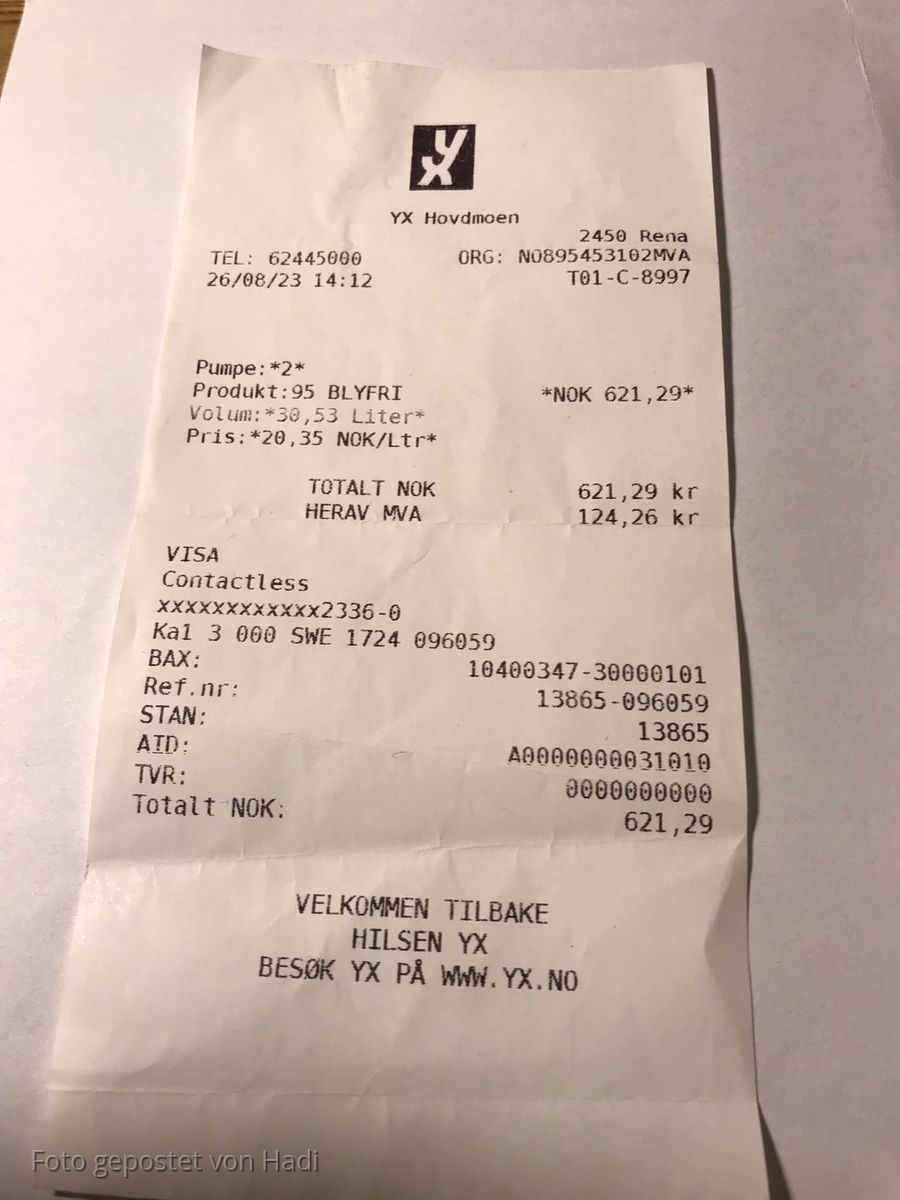 YX
YX Hovdmoen
2450 Rena
TEL: 62445000 ORG: NO895453102MVA
26/08/23 14:12 T01-C-8997
Pumpe:*2*
Produkt:95 BLYFRI *NOK 621,29*
Volum:*30,53 Liter*
Pris:*20,35 NOK/Ltr*
TOTALT NOK 621,29 kr
HERAV MVA 124,26 kr
VISA
Contactless
xxxxxxxxxxxx2336-0
Ka1 3 000 SWE 1724 096059
BAX: 10400347-30000101
Ref.nr: 13865-096059
STAN: 13865
AID: A0000000031010
TVR: 0000000000
Totalt NOK: 621,29
VELKOMMEN TILBAKE
HILSEN YX
BESØK YX PÅ WWW.YX.NO
Foto gepostet von Hadi